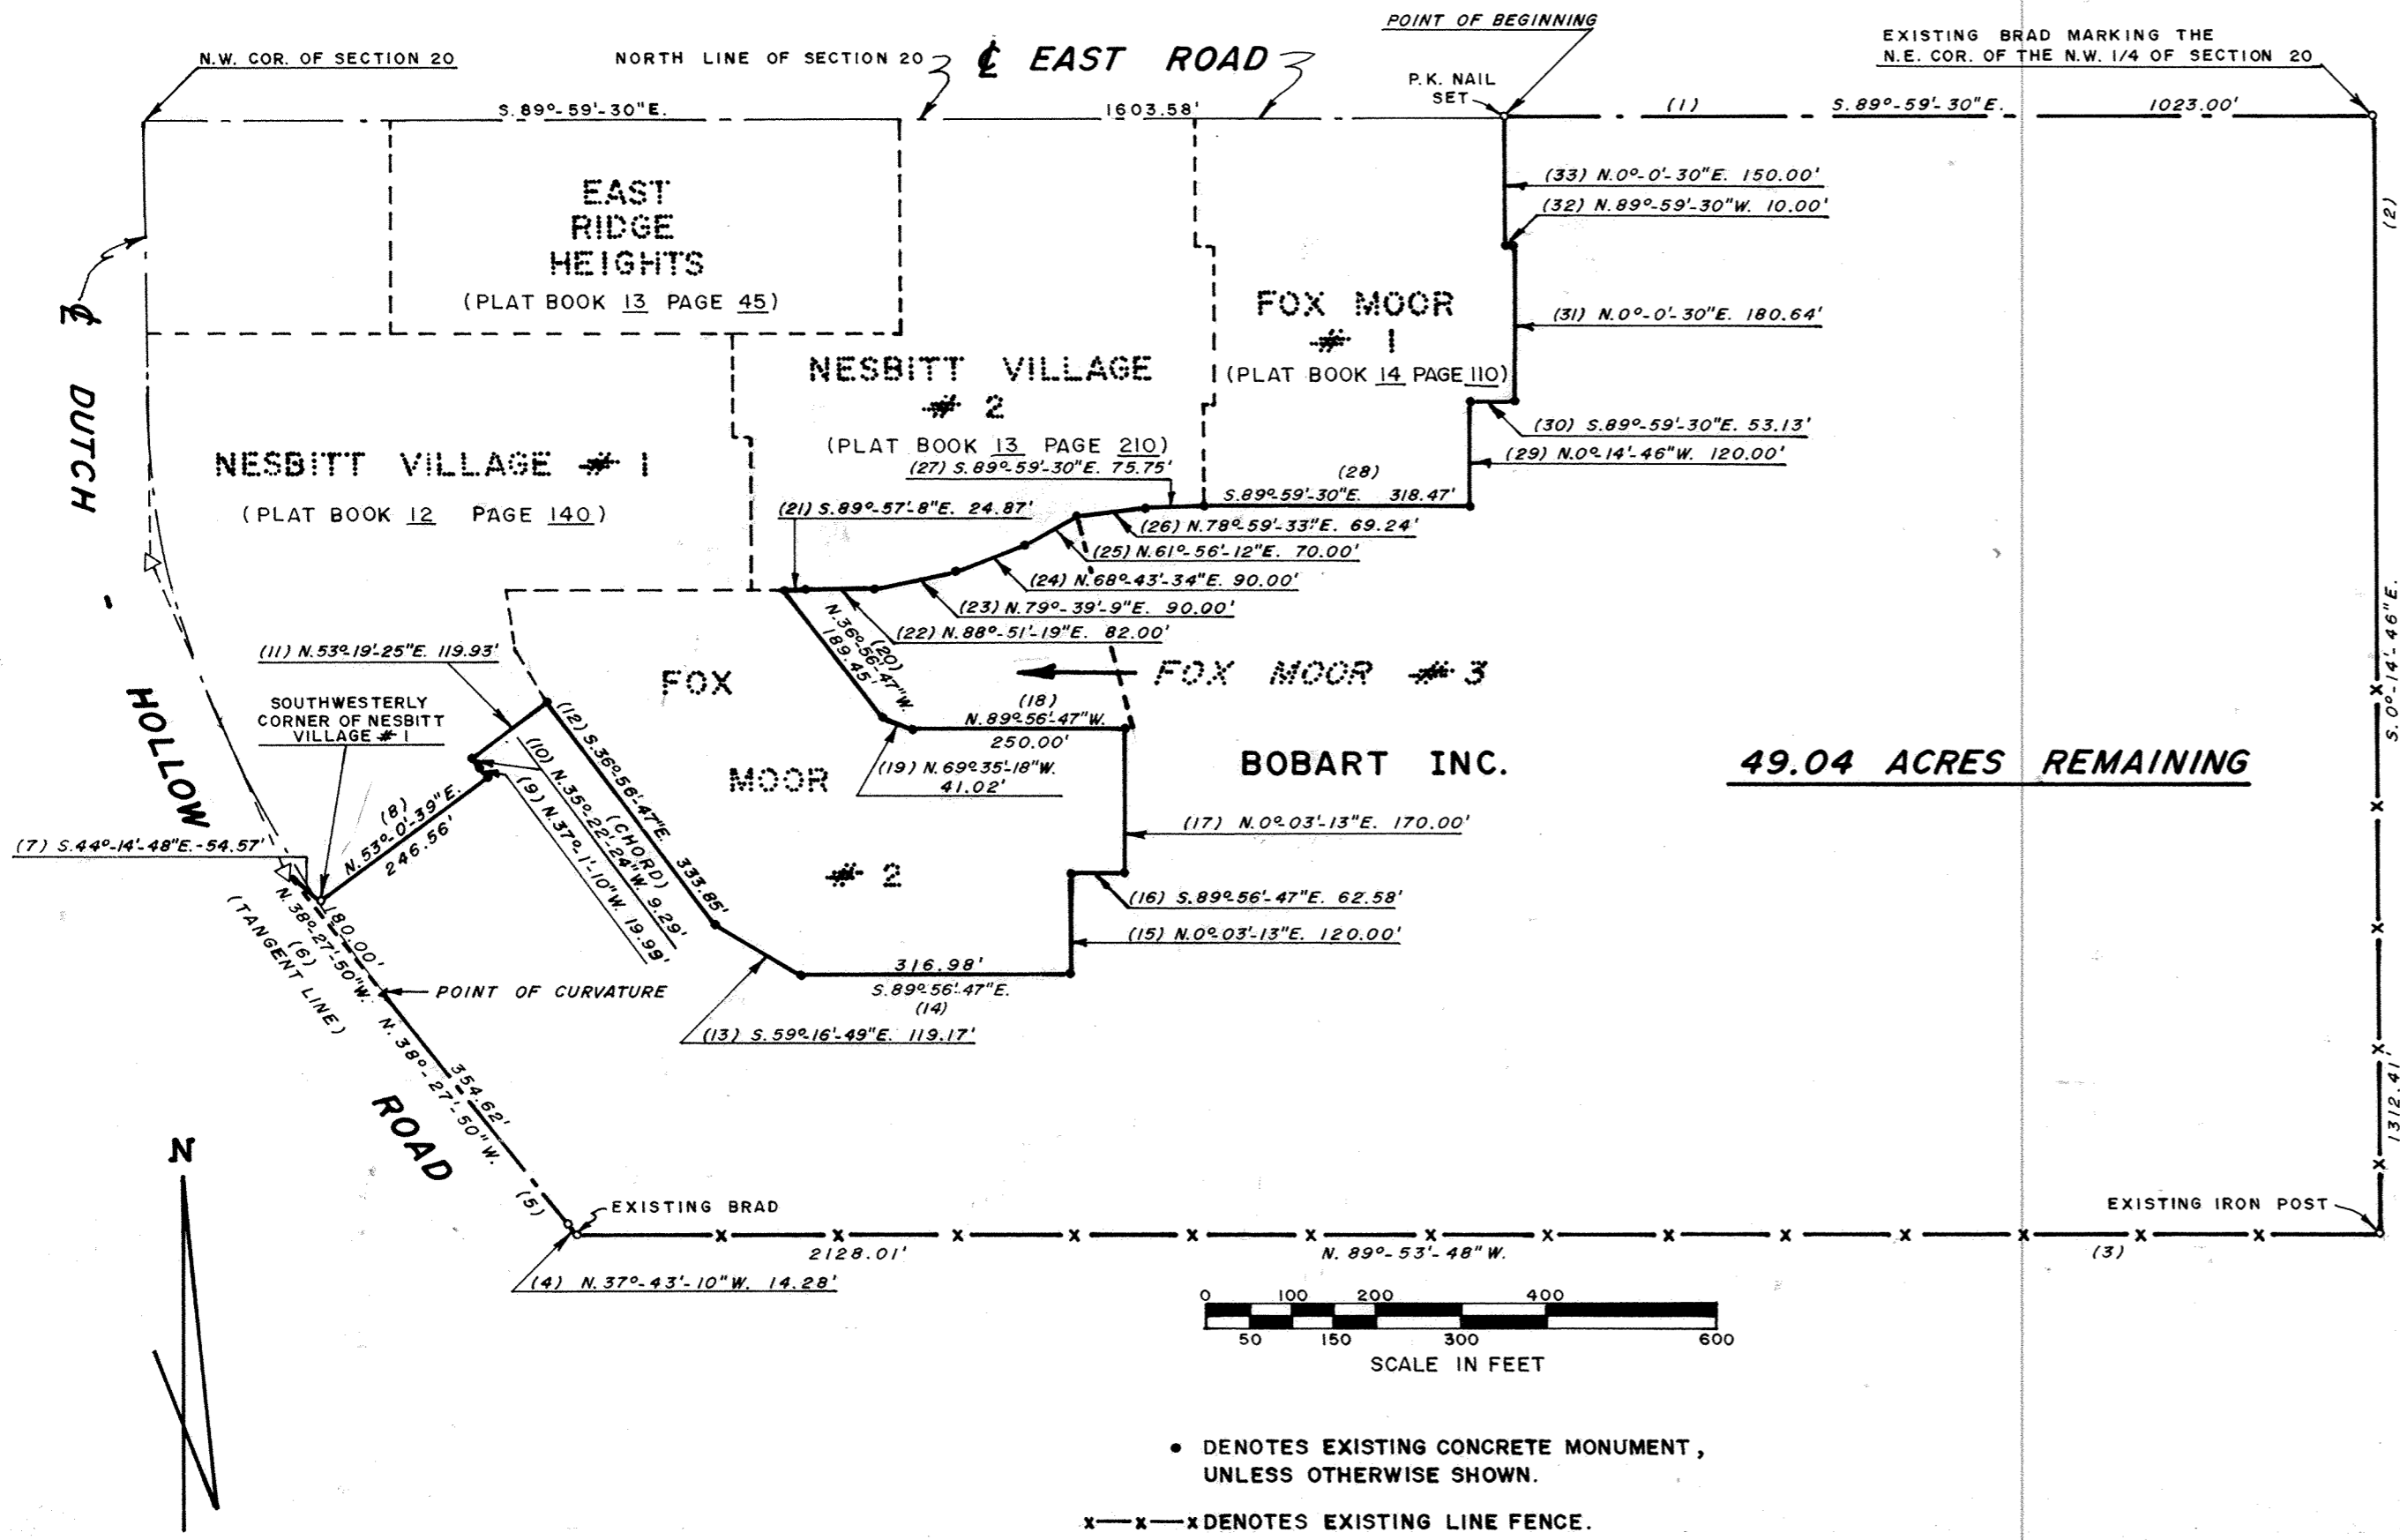 POINT OF BEGINNING
EXISTING BRAD MARKING THE
N.E. COR. OF THE N.W. 1/4 OF SECTION 20
N.W. COR. OF SECTION 20
NORTH LINE OF SECTION 20
℄ EAST ROAD
P.K. NAIL
SET
S.89°-59'-30"E.
1603.58'
(1)
S.89°-59'-30"E.
1023.00'
(33) N.0°-0'-30"E. 150.00'
(32) N.89°-59'-30"W. 10.00'
(2)
EAST
RIDGE
HEIGHTS
(PLAT BOOK 13 PAGE 45)
FOX MOOR
# 1
(PLAT BOOK 14 PAGE 110)
(31) N.0°-0'-30"E. 180.64'
℄ DUTCH - HOLLOW ROAD
NESBITT VILLAGE
# 2
(PLAT BOOK 13 PAGE 210)
(30) S.89°-59'-30"E. 53.13'
(29) N.0°-14'-46"W. 120.00'
NESBITT VILLAGE # 1
(PLAT BOOK 12 PAGE 140)
(27) S.89°-59'-30"E. 75.75'
(28)
S.89°-59'-30"E. 318.47'
(21) S.89°-57'-8"E. 24.87'
(26) N.78°-59'-33"E. 69.24'
(25) N.61°-56'-12"E. 70.00'
(24) N.68°-43'-34"E. 90.00'
(23) N.79°-39'-9"E. 90.00'
(22) N.88°-51'-19"E. 82.00'
(20)
N.36°-56'-47"W.
189.45'
S.0°-14'-46"E.
1312.41'
(11) N.53°-19'-25"E. 119.93'
FOX
MOOR
# 2
FOX MOOR # 3
SOUTHWESTERLY
CORNER OF NESBITT
VILLAGE # 1
(18)
N.89°-56'-47"W.
250.00'
(19) N.69°-35'-18"W.
41.02'
BOBART INC.
49.04 ACRES REMAINING
(12) S.36°-56'-47"E. 333.85'
(10) N.35°-22'-24"W. 9.29'
(CHORD)
(9) N.37°-1'-10"W. 19.99'
(8)
N.53°-0'-39"E.
246.56'
(7) S.44°-14'-48"E.-54.57'
(17) N.0°-03'-13"E. 170.00'
(16) S.89°-56'-47"E. 62.58'
(15) N.0°-03'-13"E. 120.00'
180.00'
N.38°-27'-50"W.
(6)
(TANGENT LINE)
POINT OF CURVATURE
316.98'
S.89°-56'-47"E.
(14)
(13) S.59°-16'-49"E. 119.17'
354.62'
N. 38°-27'-50"W.
(5)
N
EXISTING BRAD
EXISTING IRON POST
2128.01'
N. 89°-53'-48"W.
(3)
(4) N.37°-43'-10"W. 14.28'
0 100 200 400
50 150 300 600
SCALE IN FEET
● DENOTES EXISTING CONCRETE MONUMENT,
UNLESS OTHERWISE SHOWN.
x—x—x DENOTES EXISTING LINE FENCE.